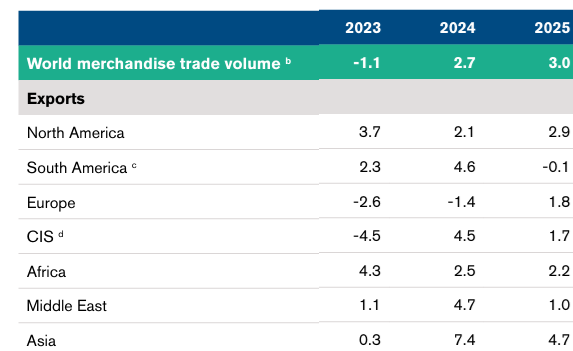 2023 2024 2025
World merchandise trade volume ᵇ -1.1 2.7 3.0
Exports
North America 3.7 2.1 2.9
South America ᶜ 2.3 4.6 -0.1
Europe -2.6 -1.4 1.8
CIS ᵈ -4.5 4.5 1.7
Africa 4.3 2.5 2.2
Middle East 1.1 4.7 1.0
Asia 0.3 7.4 4.7